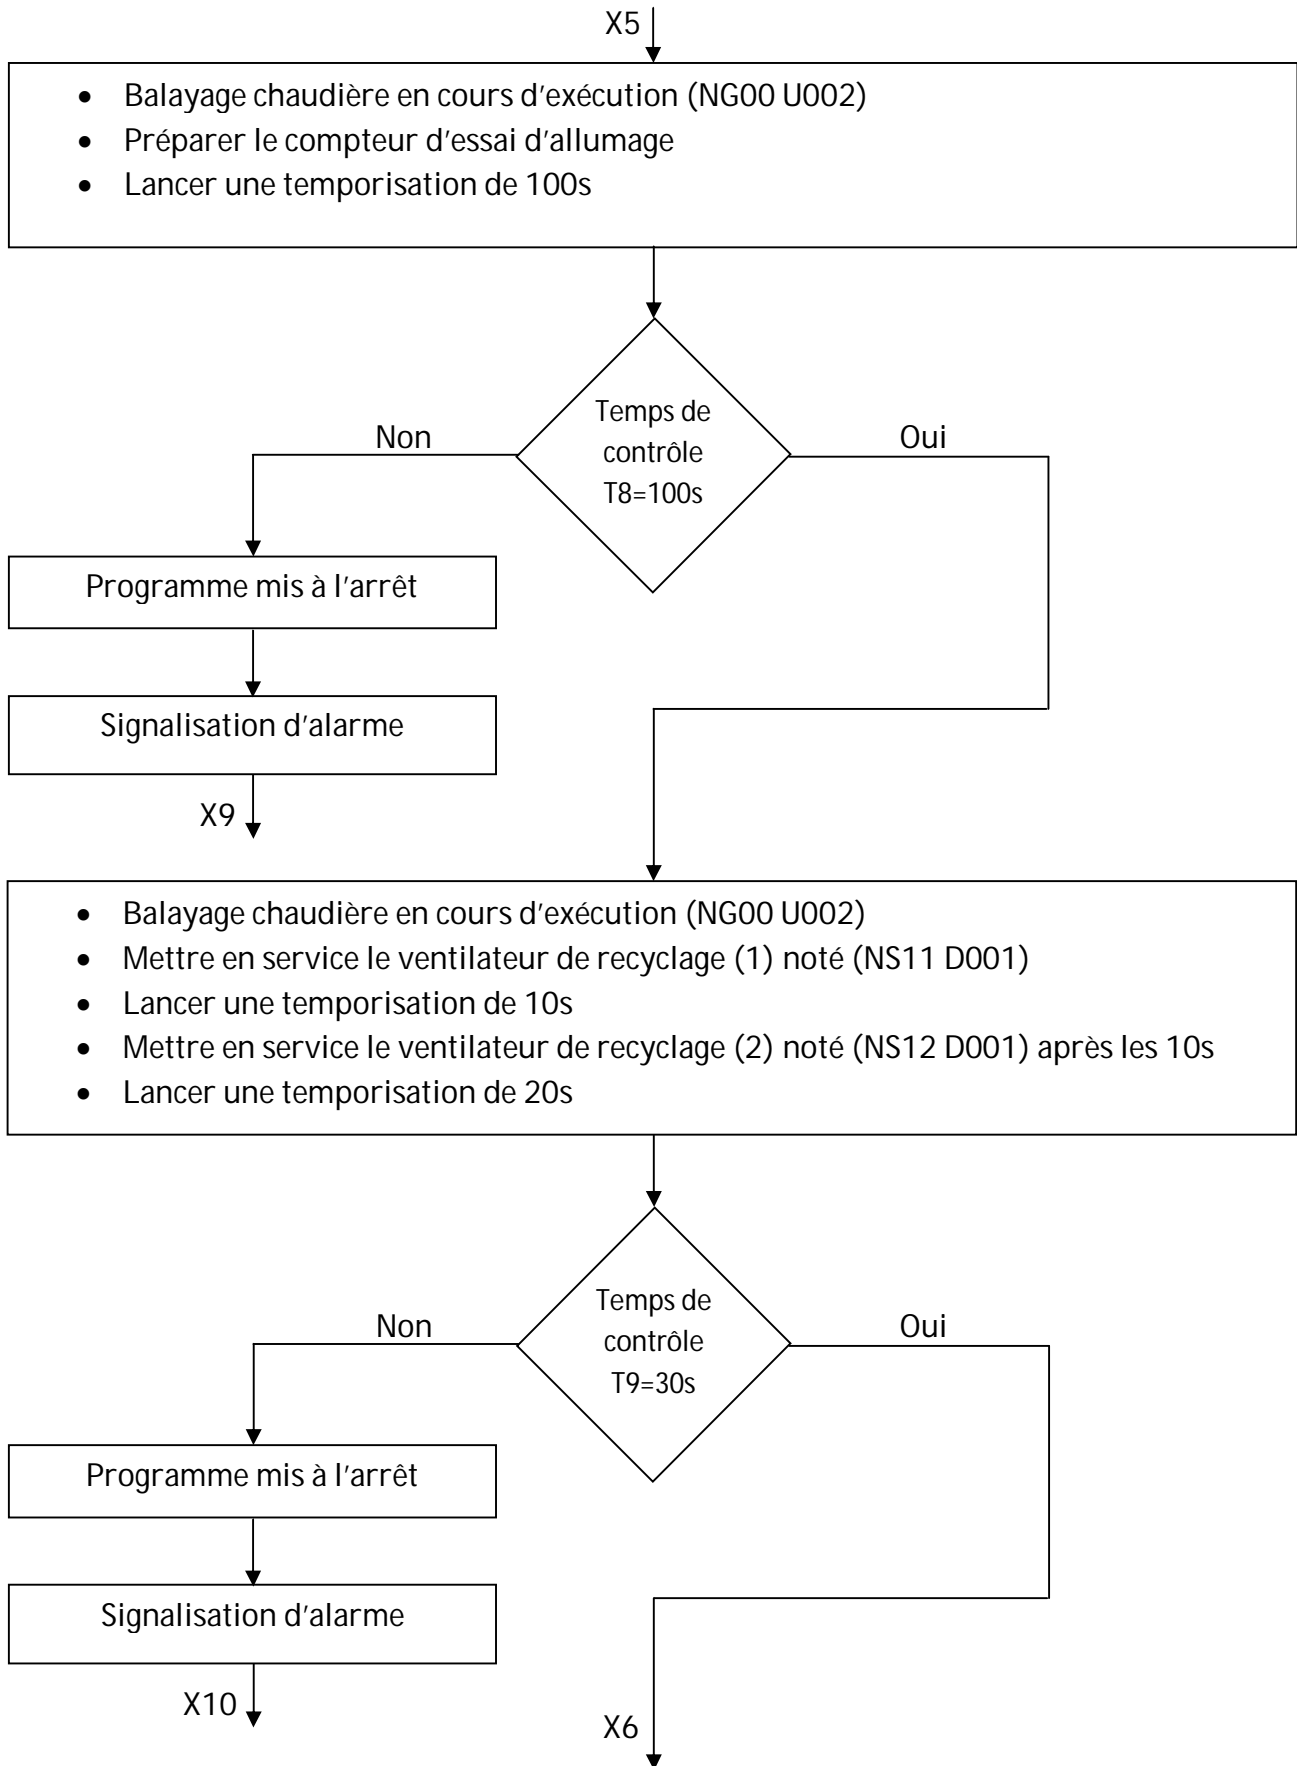 X5
• Balayage chaudière en cours d'exécution (NG00 U002)
• Préparer le compteur d'essai d'allumage
• Lancer une temporisation de 100s
Temps de
contrôle
T8=100s
Non
Oui
Programme mis à l'arrêt
Signalisation d'alarme
X9
• Balayage chaudière en cours d'exécution (NG00 U002)
• Mettre en service le ventilateur de recyclage (1) noté (NS11 D001)
• Lancer une temporisation de 10s
• Mettre en service le ventilateur de recyclage (2) noté (NS12 D001) après les 10s
• Lancer une temporisation de 20s
Temps de
contrôle
T9=30s
Non
Oui
Programme mis à l'arrêt
Signalisation d'alarme
X10
X6